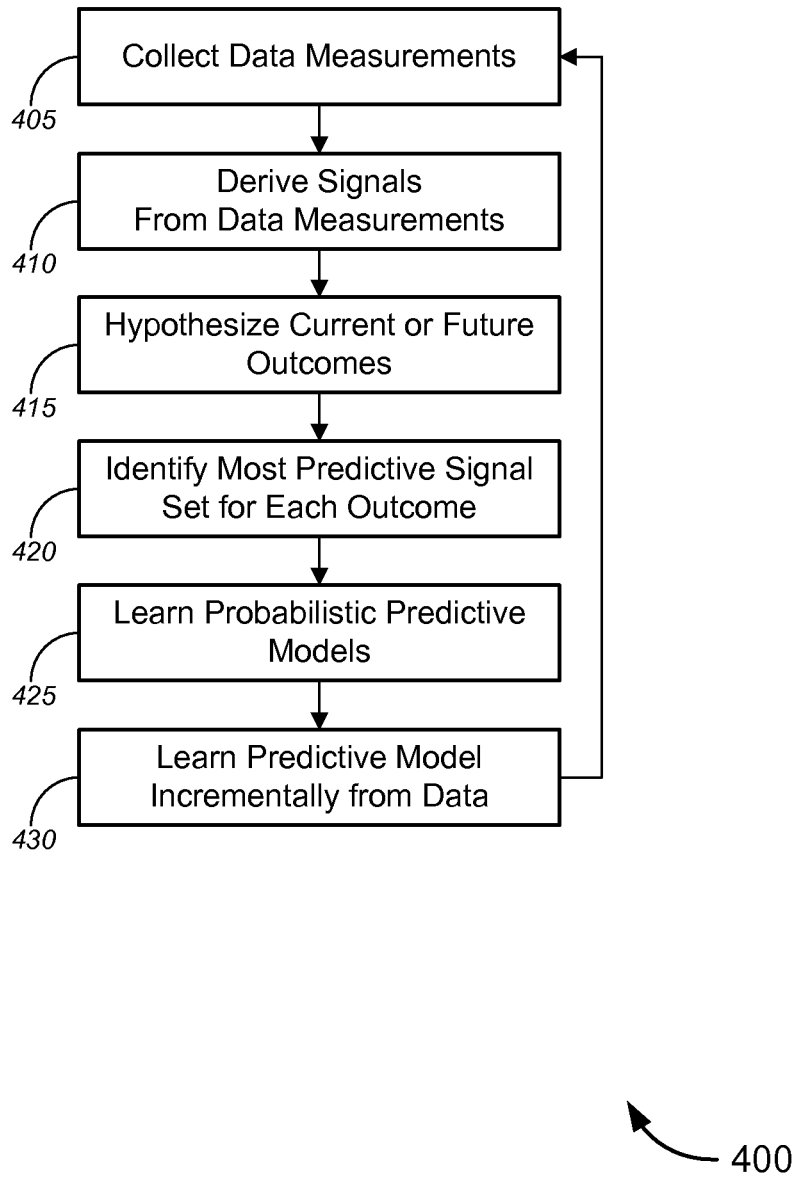 Collect Data Measurements
405
Derive Signals
From Data Measurements
410
Hypothesize Current or Future
Outcomes
415
Identify Most Predictive Signal
Set for Each Outcome
420
Learn Probabilistic Predictive
Models
425
Learn Predictive Model
Incrementally from Data
430
400